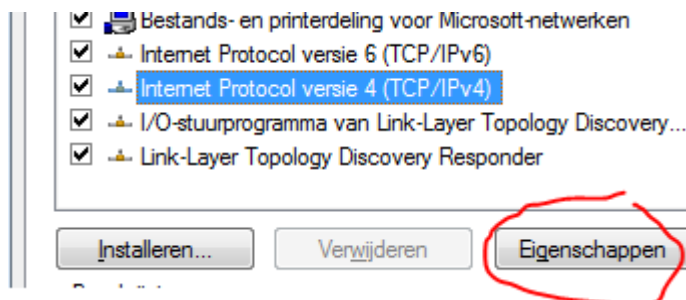 Bestands- en printerdeling voor Microsoft-netwerken
Internet Protocol versie 6 (TCP/IPv6)
Internet Protocol versie 4 (TCP/IPv4)
I/O-stuurprogramma van Link-Layer Topology Discovery...
Link-Layer Topology Discovery Responder
Installeren... Verwijderen Eigenschappen